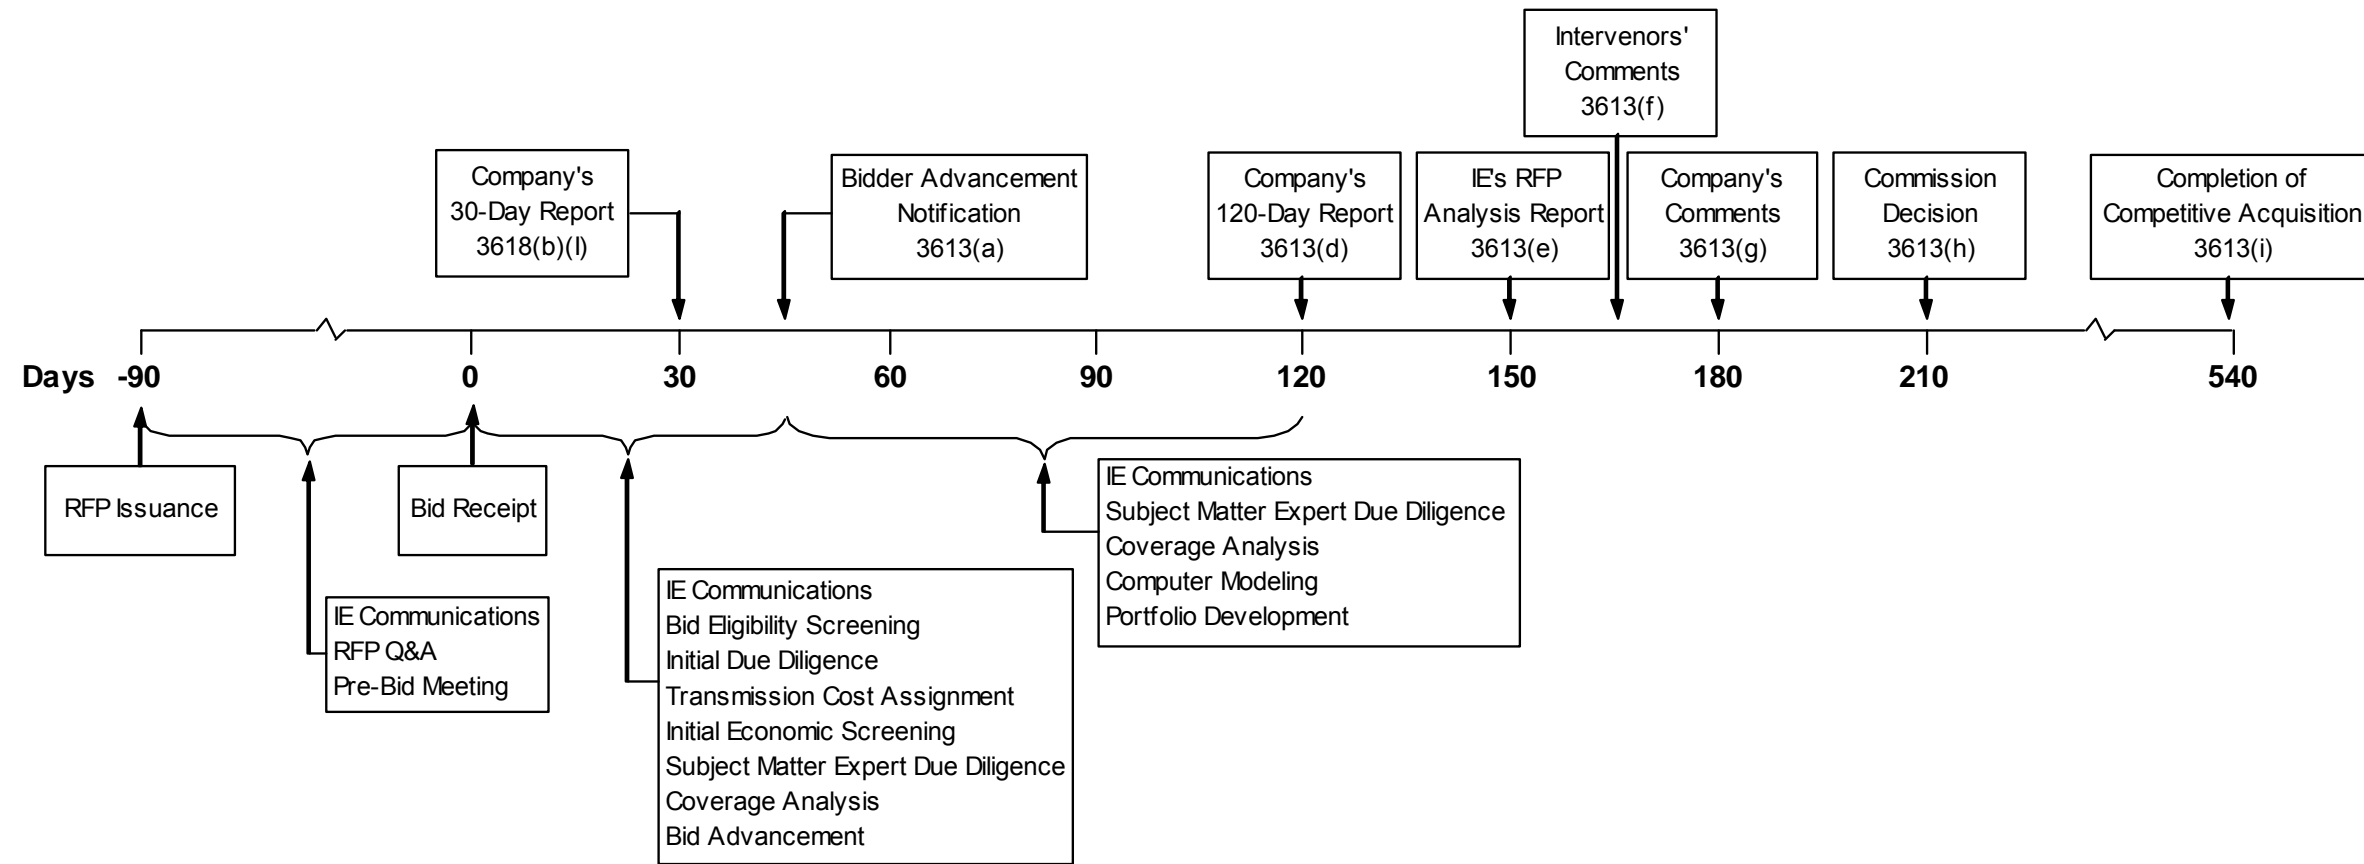 Intervenors'
Comments
3613(f)
Company's
30-Day Report
3618(b)(I)
Bidder Advancement
Notification
3613(a)
Company's
120-Day Report
3613(d)
IE's RFP
Analysis Report
3613(e)
Company's
Comments
3613(g)
Commission
Decision
3613(h)
Completion of
Competitive Acquisition
3613(i)
Days -90 0 30 60 90 120 150 180 210 540
RFP Issuance
Bid Receipt
IE Communications
RFP Q&A
Pre-Bid Meeting
IE Communications
Bid Eligibility Screening
Initial Due Diligence
Transmission Cost Assignment
Initial Economic Screening
Subject Matter Expert Due Diligence
Coverage Analysis
Bid Advancement
IE Communications
Subject Matter Expert Due Diligence
Coverage Analysis
Computer Modeling
Portfolio Development